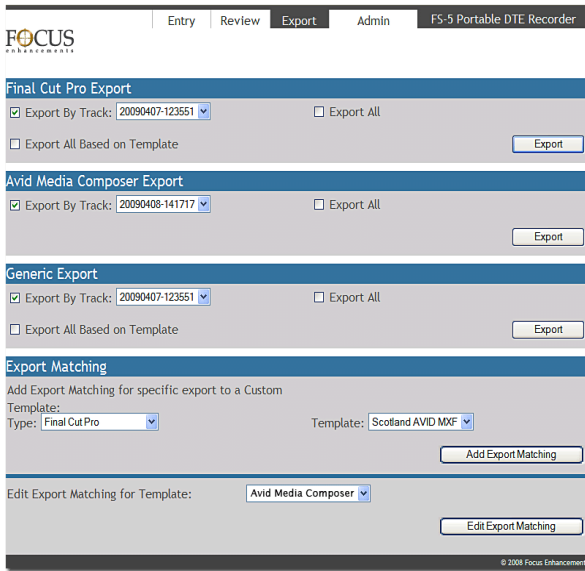 Entry Review Export Admin FS-5 Portable DTE Recorder
FOCUS
enhancements
Final Cut Pro Export
Export By Track: 20090407-123551 Export All
Export All Based on Template Export
Avid Media Composer Export
Export By Track: 20090408-141717 Export All
Export
Generic Export
Export By Track: 20090407-123551 Export All
Export All Based on Template Export
Export Matching
Add Export Matching for specific export to a Custom
Template:
Type: Final Cut Pro Template: Scotland AVID MXF
Add Export Matching
Edit Export Matching for Template: Avid Media Composer
Edit Export Matching
© 2008 Focus Enhancement